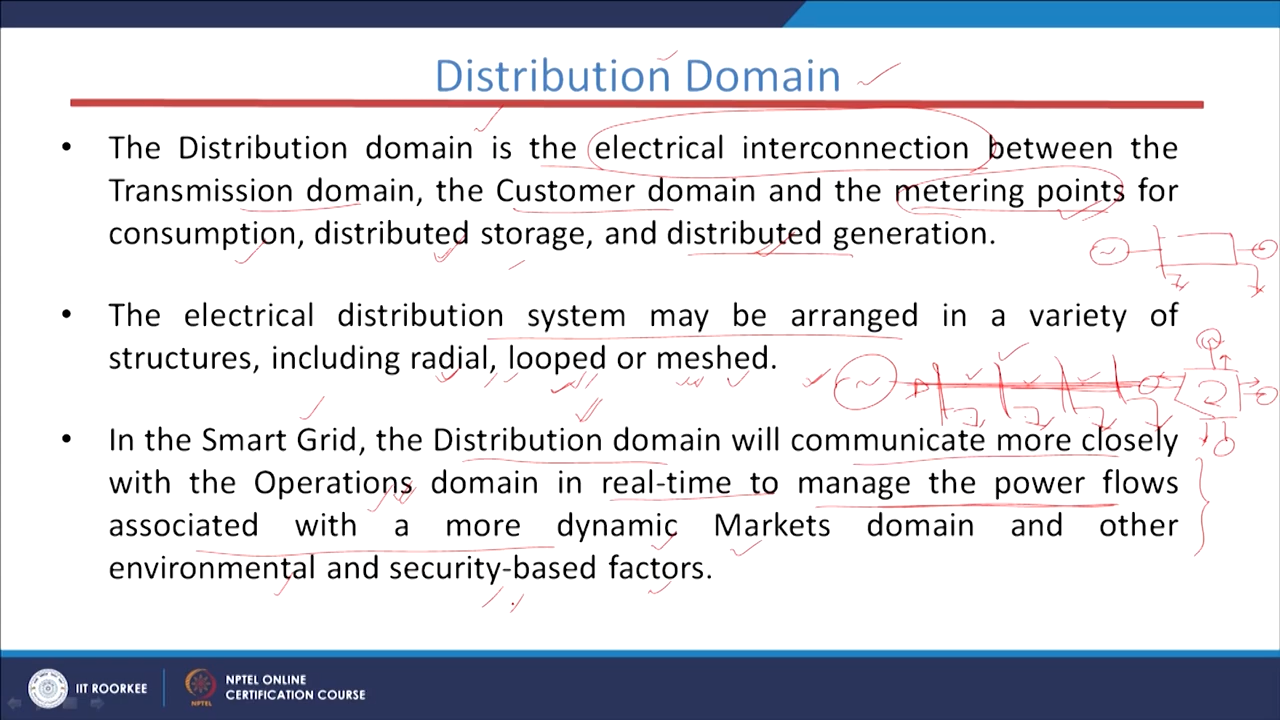 Distribution Domain
• The Distribution domain is the electrical interconnection between the
Transmission domain, the Customer domain and the metering points for
consumption, distributed storage, and distributed generation.
• The electrical distribution system may be arranged in a variety of
structures, including radial, looped or meshed.
• In the Smart Grid, the Distribution domain will communicate more closely
with the Operations domain in real-time to manage the power flows
associated with a more dynamic Markets domain and other
environmental and security-based factors.
IIT ROORKEE
NPTEL
NPTEL ONLINE
CERTIFICATION COURSE